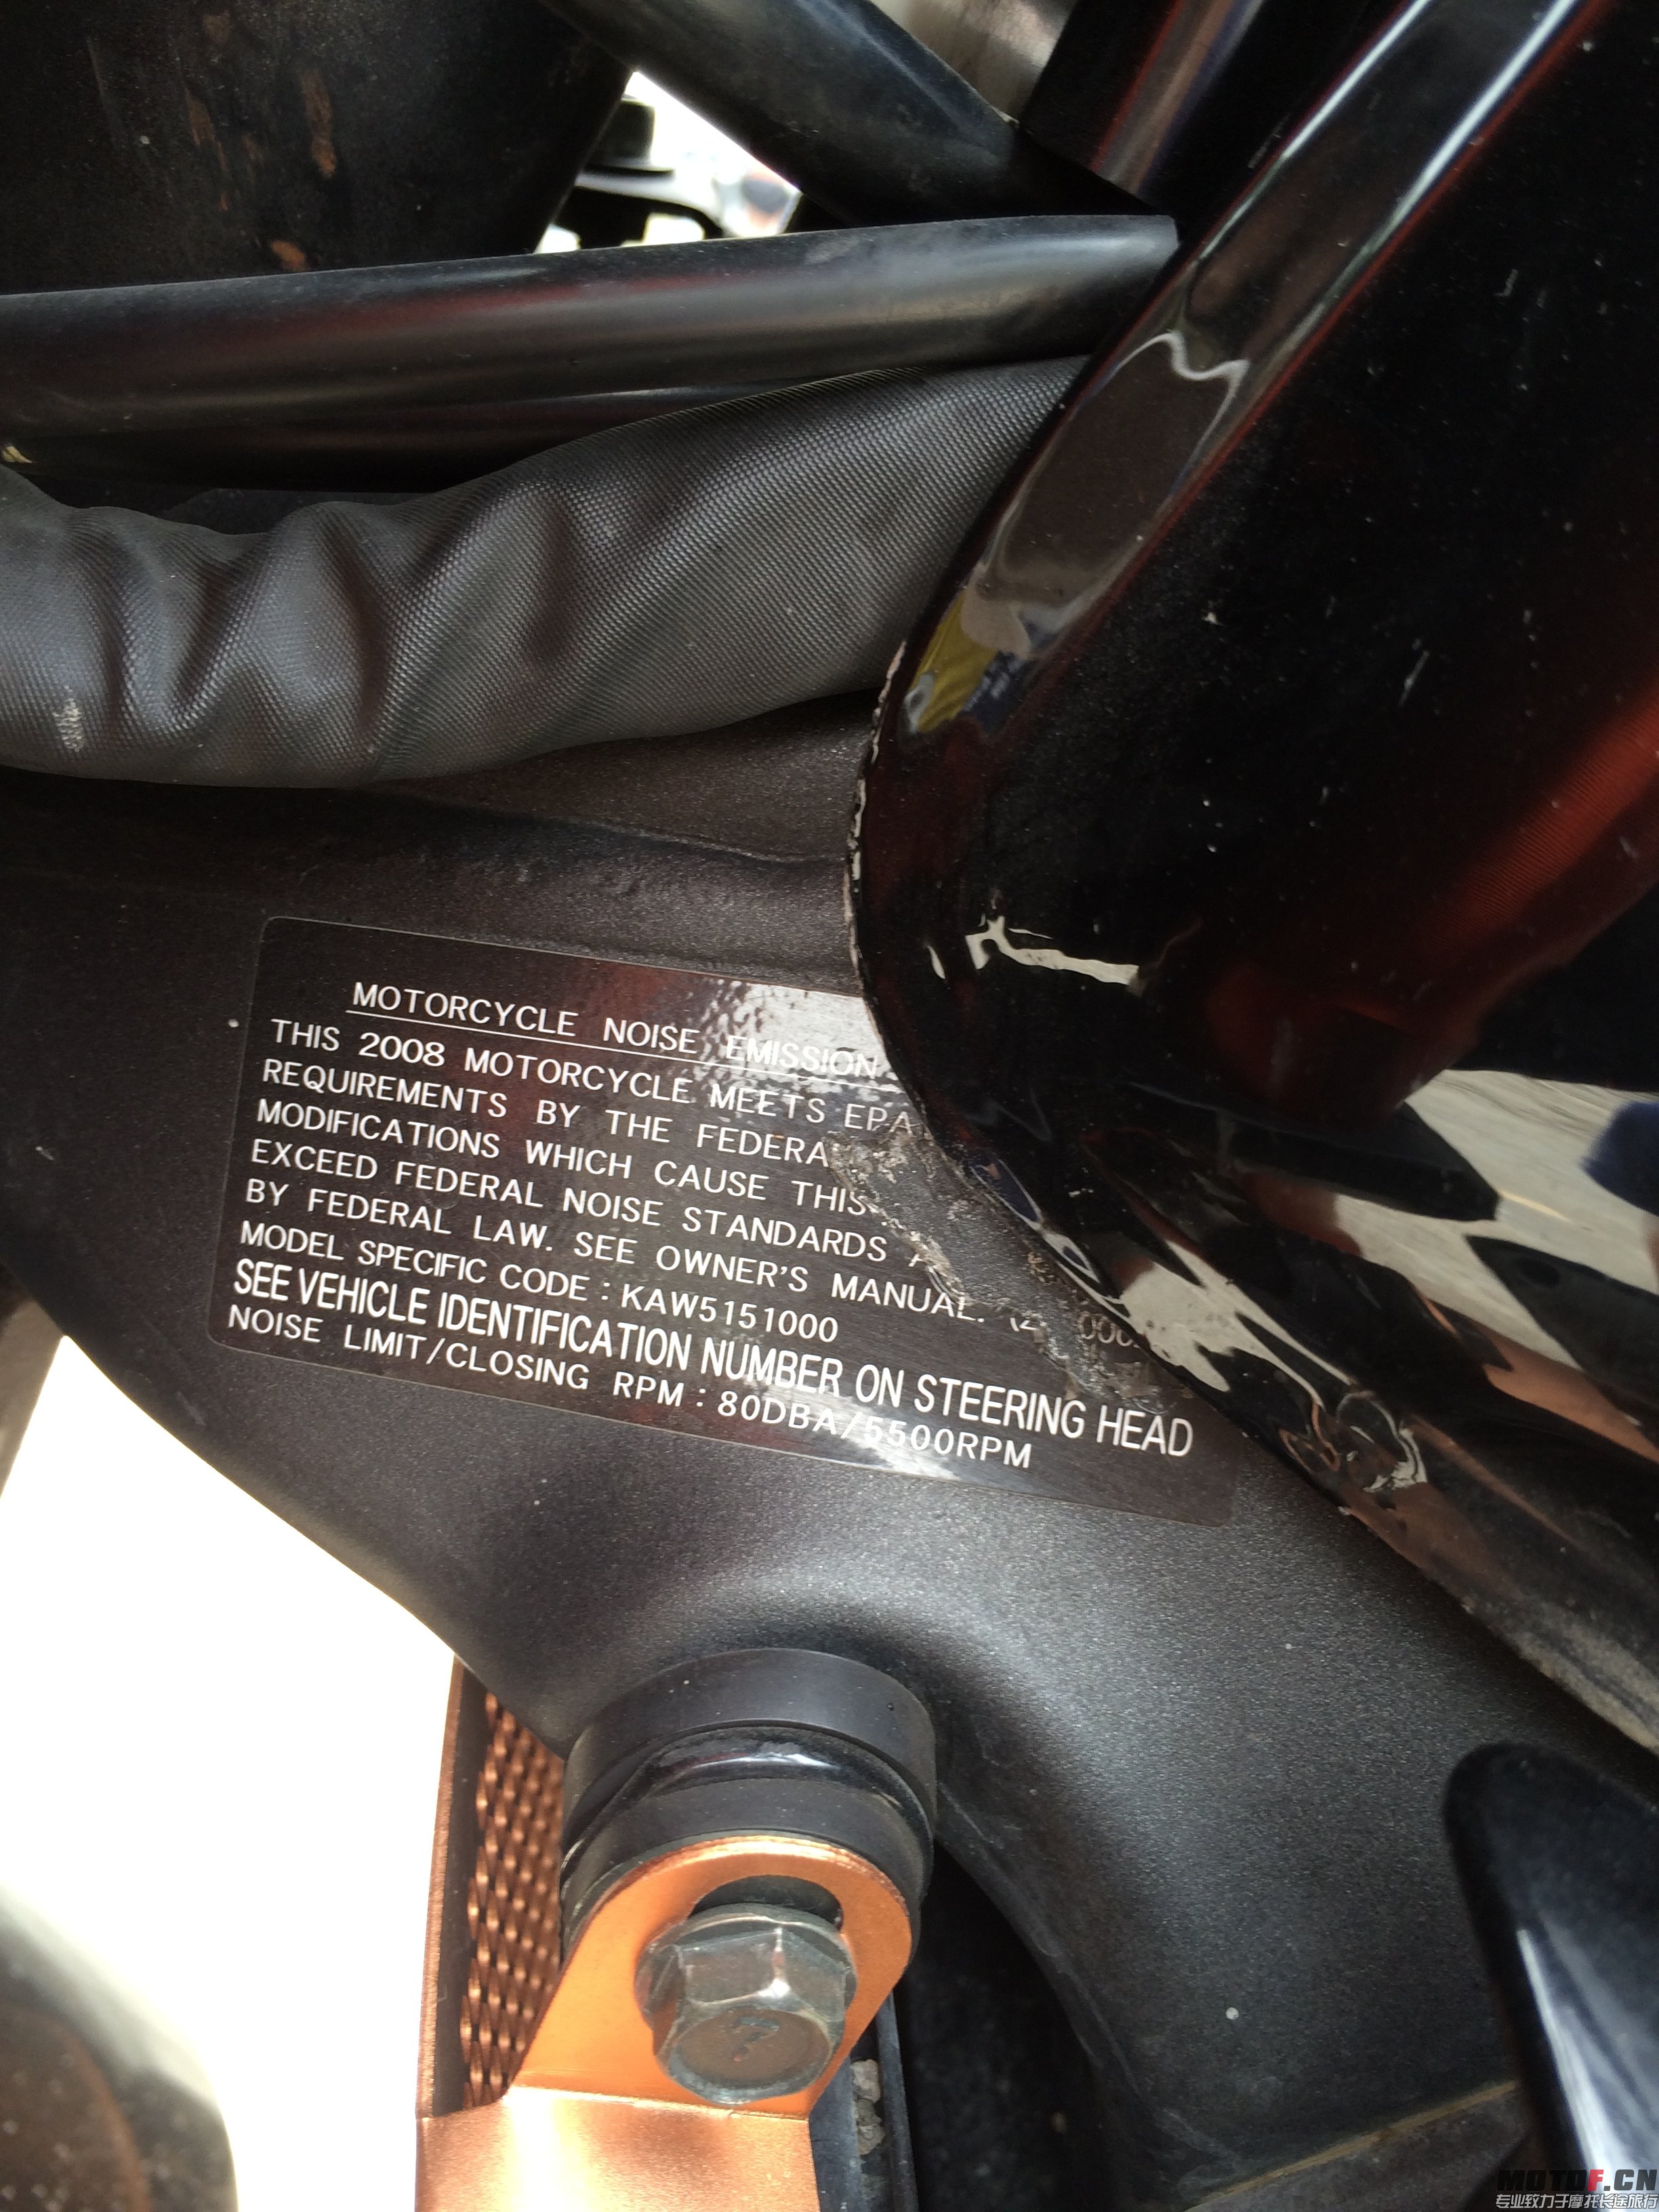 MOTORCYCLE NOISE EMISSION
THIS 2008 MOTORCYCLE MEETS EPA
REQUIREMENTS BY THE FEDERA
MODIFICATIONS WHICH CAUSE THIS
EXCEED FEDERAL NOISE STANDARDS
BY FEDERAL LAW. SEE OWNER'S MANUAL.
MODEL SPECIFIC CODE : KAW5151000
SEE VEHICLE IDENTIFICATION NUMBER ON STEERING HEAD
NOISE LIMIT/CLOSING RPM : 80DBA/5500RPM
7
MOTOF.CN
专业致力于摩托长途旅行